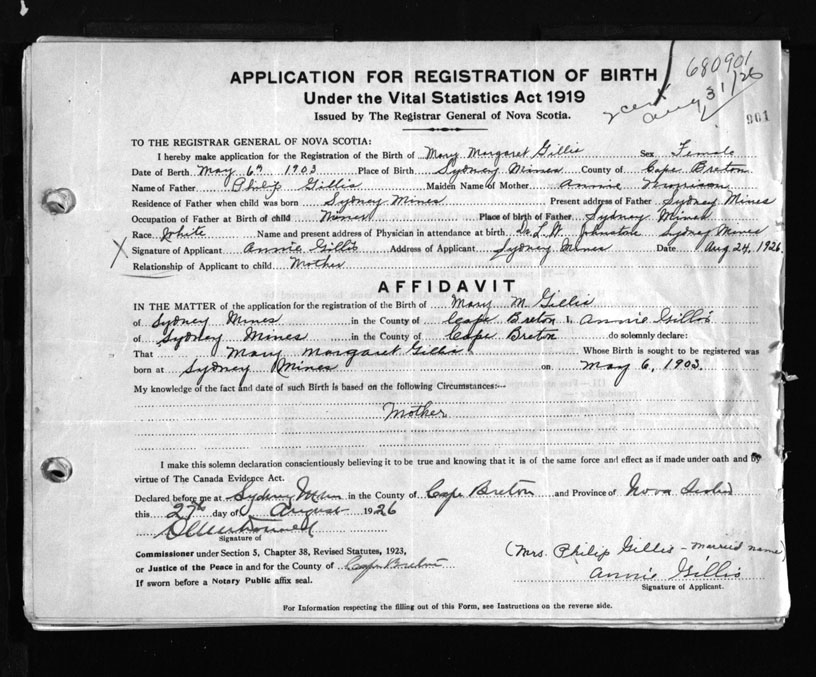 680901
Aug 31/26
901
APPLICATION FOR REGISTRATION OF BIRTH
Under the Vital Statistics Act 1919
Issued by The Registrar General of Nova Scotia.
TO THE REGISTRAR GENERAL OF NOVA SCOTIA:
I hereby make application for the Registration of the Birth of Mary Margaret Gillis Sex Female
Date of Birth May 6th 1903 Place of Birth Sydney Mines County of Cape Breton
Name of Father Philip Gillis Maiden Name of Mother Annie
Residence of Father when child was born Sydney Mines Present address of Father Sydney Mines
Occupation of Father at Birth of child Place of birth of Father Sydney Mines
Race White Name and present address of Physician in attendance at birth Dr. L. W. Johnstone Sydney Mines
X Signature of Applicant Annie Gillis Address of Applicant Sydney Mines Date Aug 24, 1926
Relationship of Applicant to child Mother
AFFIDAVIT
IN THE MATTER of the application for the registration of the Birth of Mary M. Gillis
of Sydney Mines in the County of Cape Breton I, Annie Gillis
of Sydney Mines in the County of Cape Breton do solemnly declare:
That Mary Margaret Gillis Whose Birth is sought to be registered was
born at Sydney Mines on May 6, 1903.
My knowledge of the fact and date of such Birth is based on the following Circumstances:--
Mother
I make this solemn declaration conscientiously believing it to be true and knowing that it is of the same force and effect as if made under oath and by
virtue of The Canada Evidence Act.
Declared before me at Sydney Mines in the County of Cape Breton and Province of Nova Scotia
this 27th day of August 1926
Signature of
Commissioner under Section 5, Chapter 38, Revised Statutes, 1923,
or Justice of the Peace in and for the County of Cape Breton
If sworn before a Notary Public affix seal.
(Mrs. Philip Gillis - married name)
Annie Gillis
Signature of Applicant.
For Information respecting the filling out of this Form, see Instructions on the reverse side.